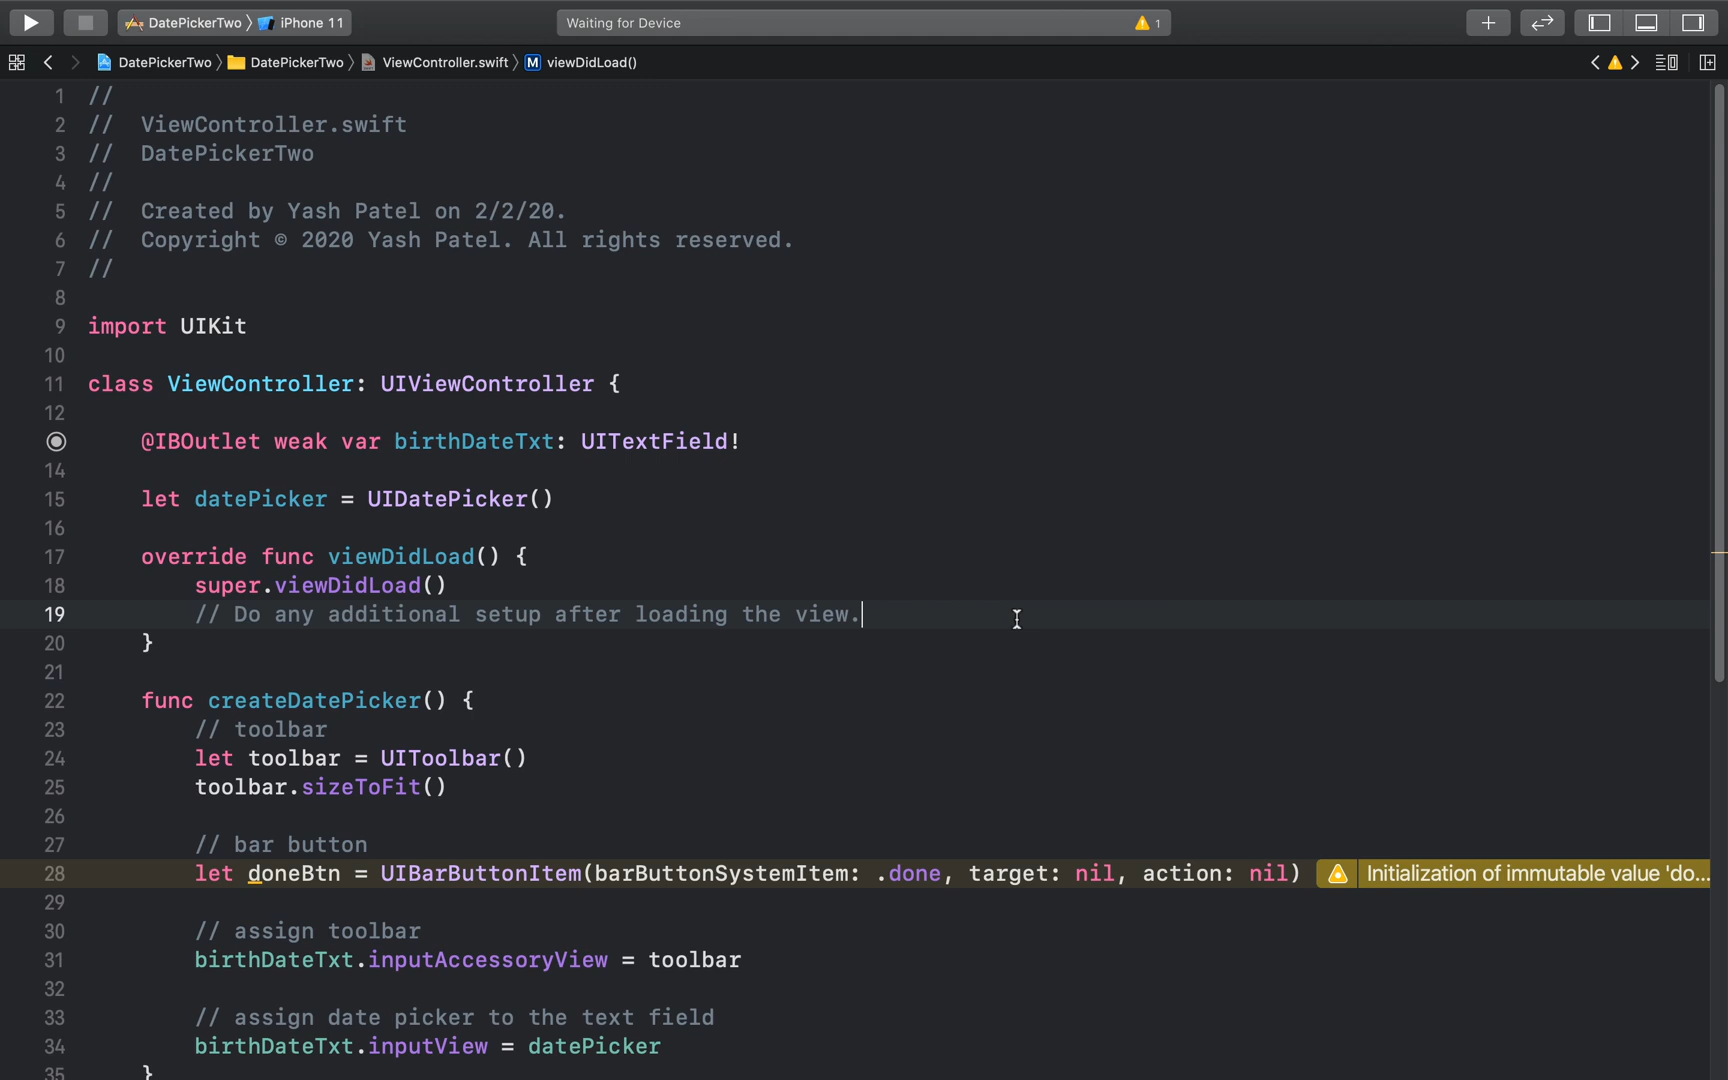 DatePickerTwo 〉 iPhone 11
Waiting for Device
1
DatePickerTwo 〉 DatePickerTwo 〉 ViewController.swift 〉 M viewDidLoad()
1 //
2 //  ViewController.swift
3 //  DatePickerTwo
4 //
5 //  Created by Yash Patel on 2/2/20.
6 //  Copyright © 2020 Yash Patel. All rights reserved.
7 //
8
9 import UIKit
10
11 class ViewController: UIViewController {
12
@IBOutlet weak var birthDateTxt: UITextField!
14
15 let datePicker = UIDatePicker()
16
17 override func viewDidLoad() {
18 super.viewDidLoad()
19 // Do any additional setup after loading the view.
20 }
21
22 func createDatePicker() {
23 // toolbar
24 let toolbar = UIToolbar()
25 toolbar.sizeToFit()
26
27 // bar button
28 let doneBtn = UIBarButtonItem(barButtonSystemItem: .done, target: nil, action: nil) Initialization of immutable value 'do...
29
30 // assign toolbar
31 birthDateTxt.inputAccessoryView = toolbar
32
33 // assign date picker to the text field
34 birthDateTxt.inputView = datePicker
35 }